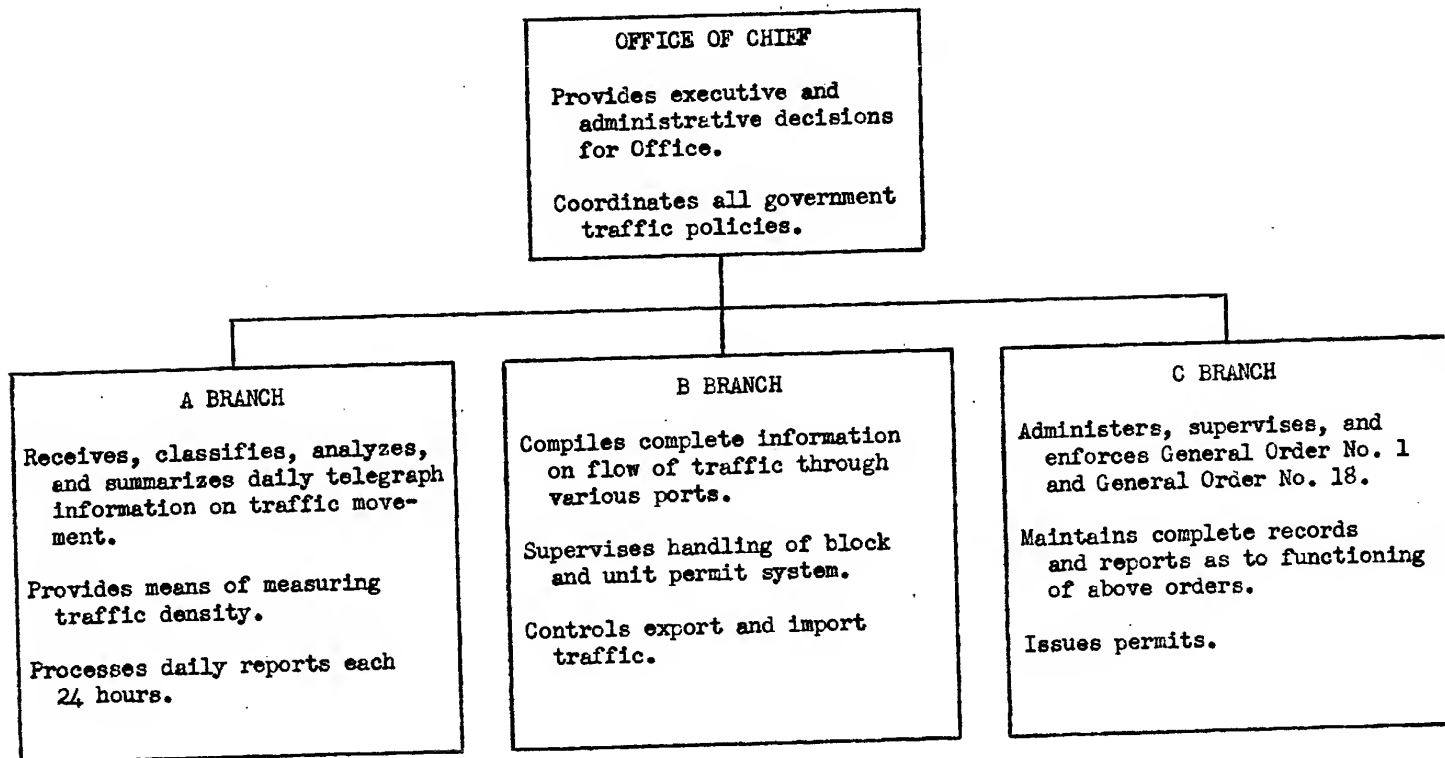 OFFICE OF CHIEF
Provides executive and
administrative decisions
for Office.
Coordinates all government
traffic policies.
A BRANCH
Receives, classifies, analyzes,
and summarizes daily telegraph
information on traffic move-
ment.
Provides means of measuring
traffic density.
Processes daily reports each
24 hours.
B BRANCH
Compiles complete information
on flow of traffic through
various ports.
Supervises handling of block
and unit permit system.
Controls export and import
traffic.
C BRANCH
Administers, supervises, and
enforces General Order No. 1
and General Order No. 18.
Maintains complete records
and reports as to functioning
of above orders.
Issues permits.